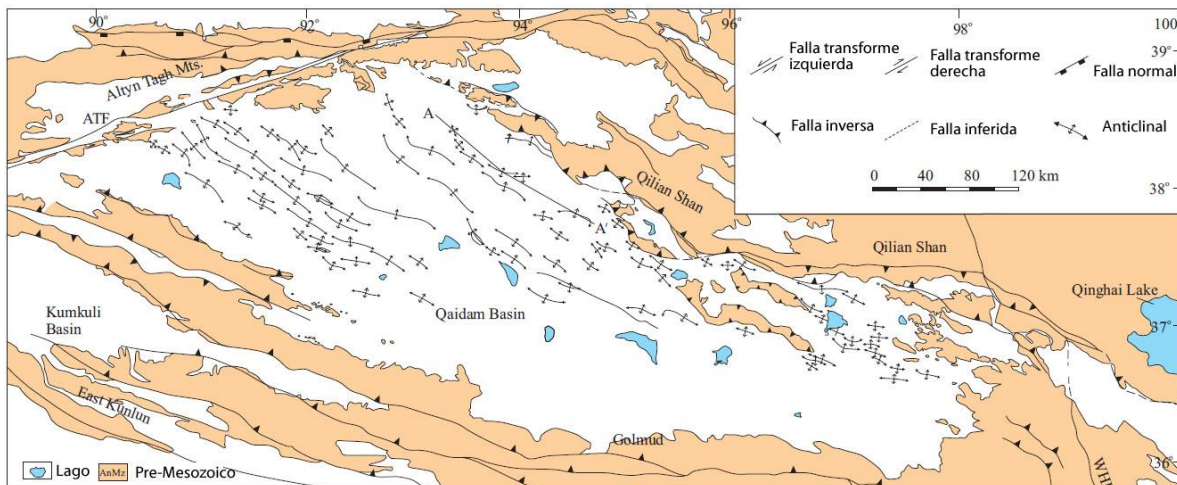 90°
92°
94°
96°
98°
100
39°
38°
37°
36°
Falla transforme
izquierda
Falla transforme
derecha
Falla normal
Falla inversa
Falla inferida
Anticlinal
0 40 80 120 km
Altyn Tagh Mts.
ATF
A
A'
Qilian Shan
Qilian Shan
Qinghai Lake
Kumkuli
Basin
Qaidam Basin
East Kunlun
Golmud
Lago
AnMz
Pre-Mesozoico